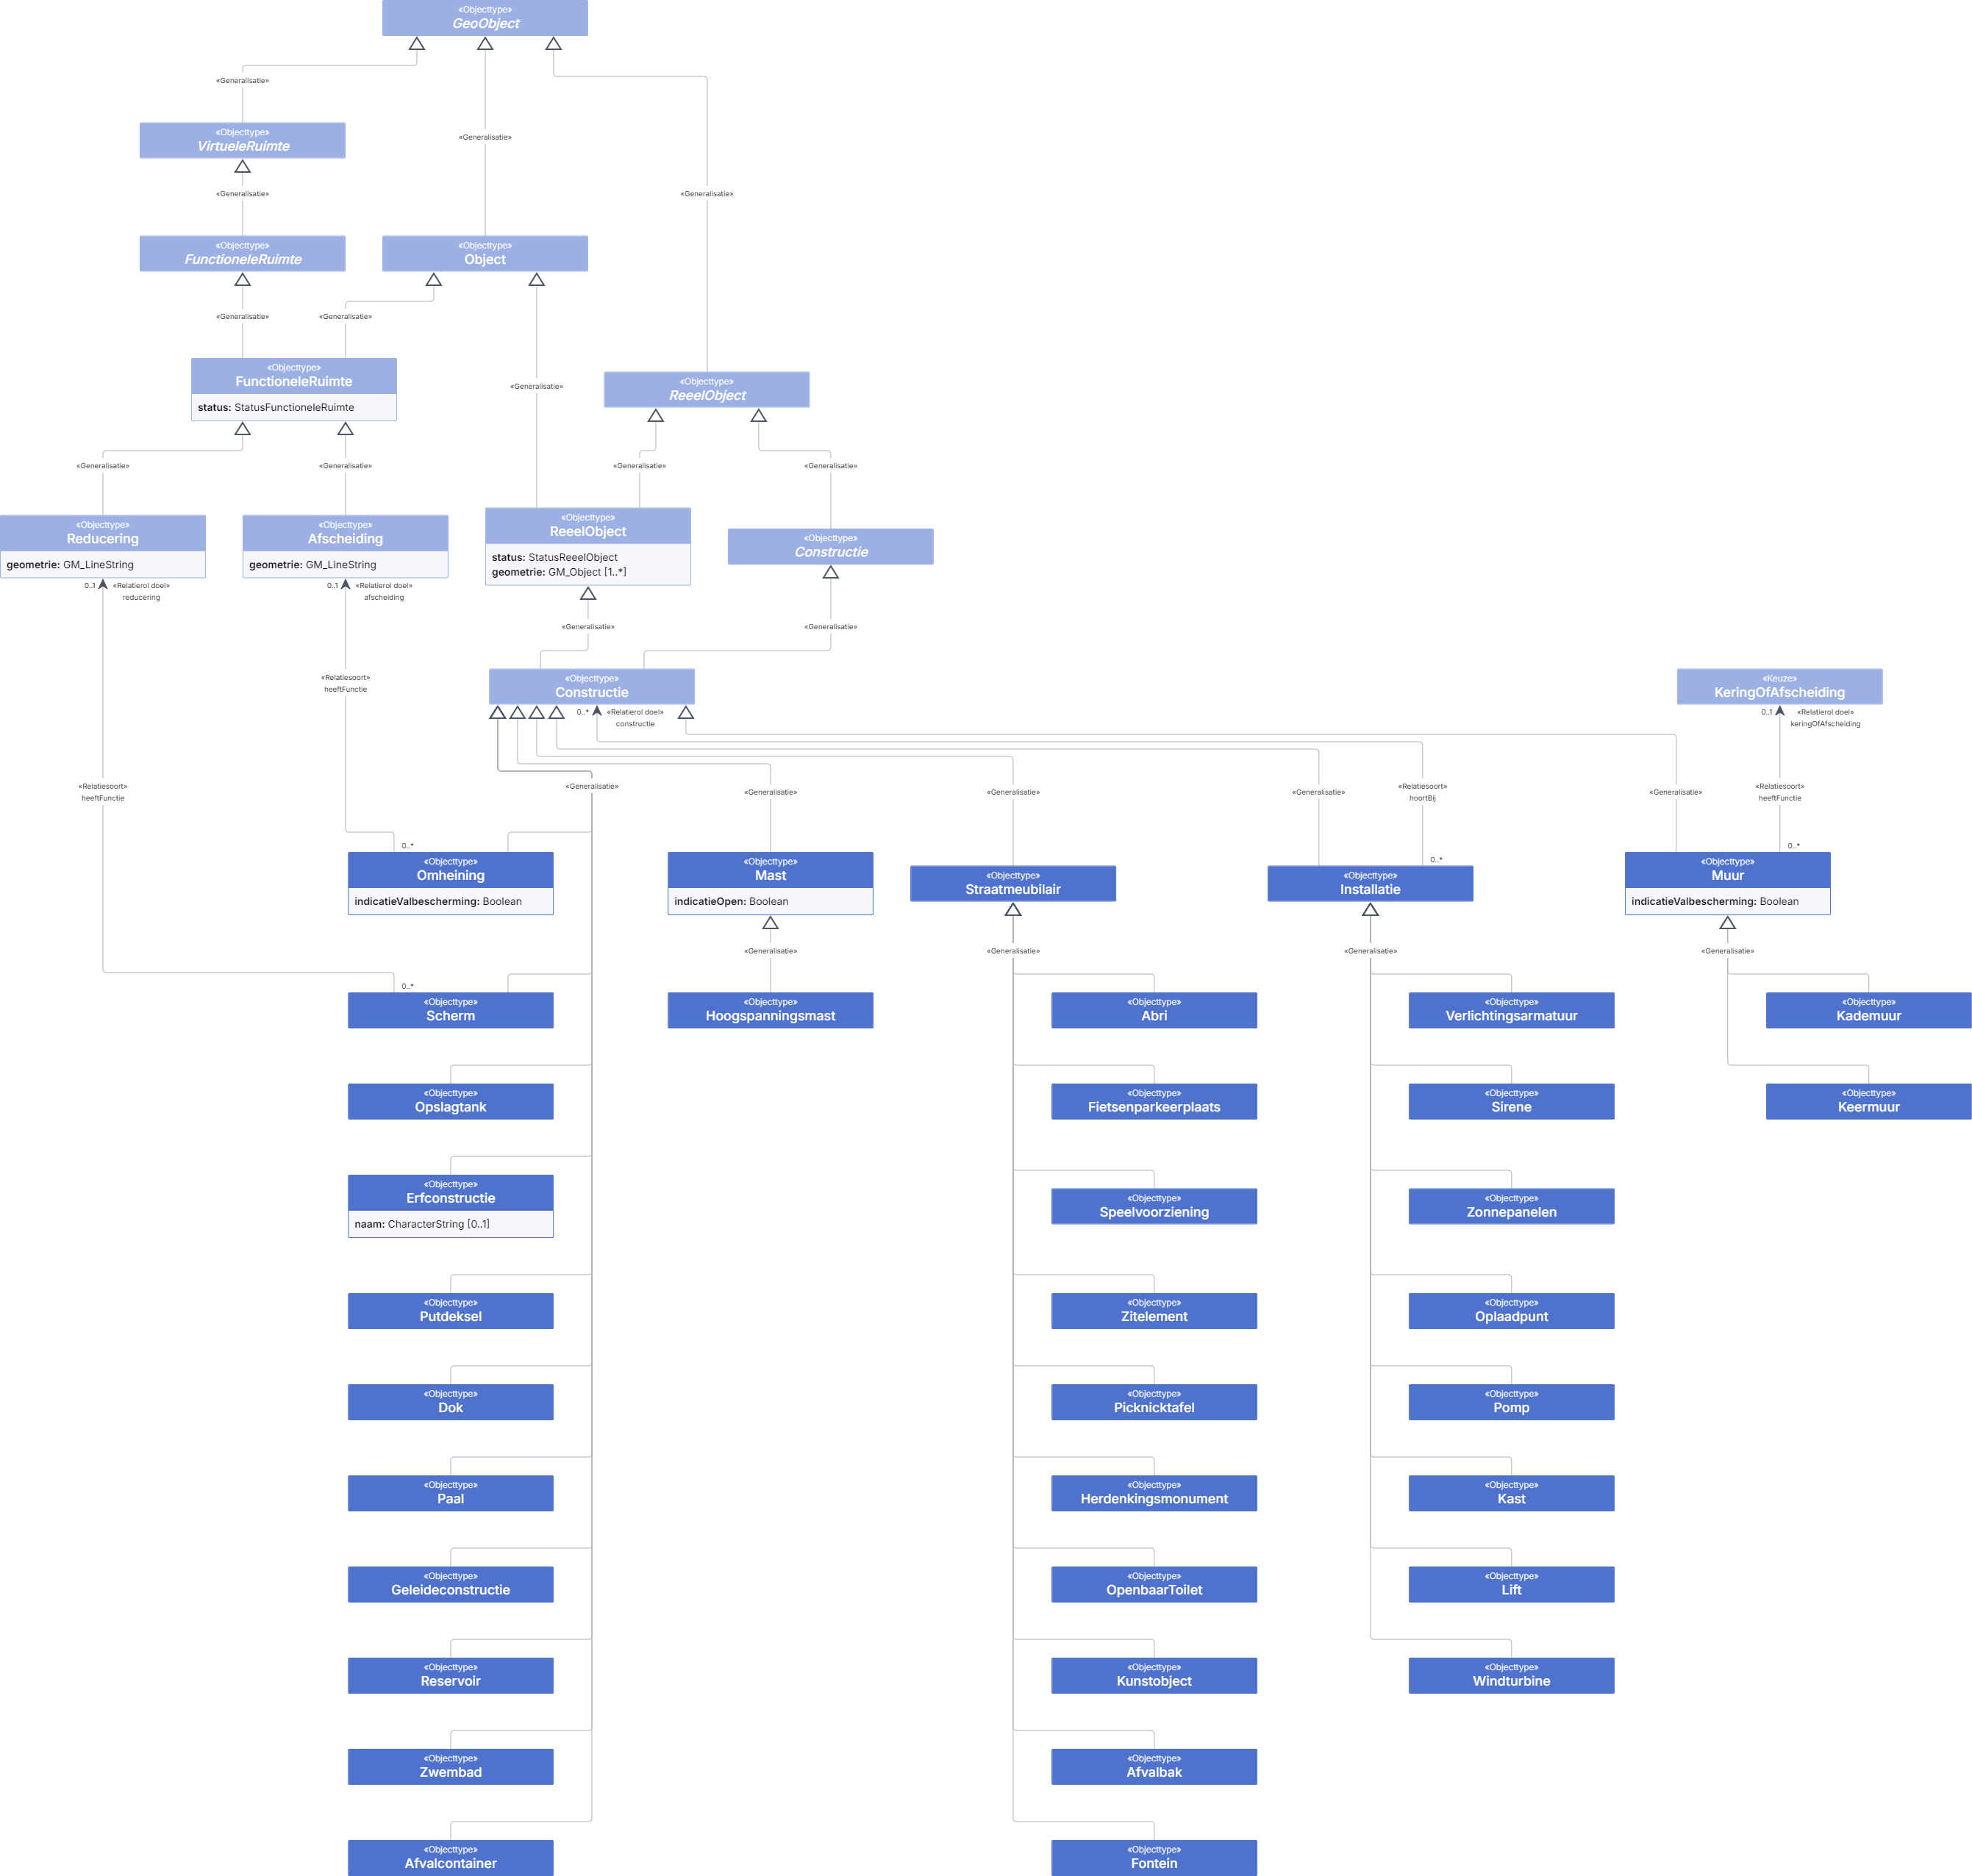 «Objecttype»
GeoObject
«Generalisatie»
«Objecttype»
VirtueleRuimte
«Generalisatie»
«Generalisatie»
«Generalisatie»
«Objecttype»
FunctioneleRuimte
«Objecttype»
Object
«Generalisatie»
«Generalisatie»
«Objecttype»
FunctioneleRuimte
status: StatusFunctioneleRuimte
«Generalisatie»
«Objecttype»
ReeelObject
«Generalisatie»
«Generalisatie»
«Generalisatie»
«Generalisatie»
«Objecttype»
Reducering
geometrie: GM_LineString
«Objecttype»
Afscheiding
geometrie: GM_LineString
«Objecttype»
ReeelObject
status: StatusReeelObject
geometrie: GM_Object [1..*]
«Objecttype»
Constructie
0..1
«Relatierol doel»
reducering
0..1
«Relatierol doel»
afscheiding
«Generalisatie»
«Generalisatie»
«Relatiesoort»
heeftFunctie
«Objecttype»
Constructie
«Keuze»
KeringOfAfscheiding
0..*
«Relatierol doel»
constructie
0..1
«Relatierol doel»
keringOfAfscheiding
«Relatiesoort»
heeftFunctie
«Generalisatie»
«Generalisatie»
«Generalisatie»
«Generalisatie»
«Relatiesoort»
hoortBij
«Generalisatie»
«Relatiesoort»
heeftFunctie
0..*
0..*
0..*
«Objecttype»
Omheining
indicatieValbescherming: Boolean
«Objecttype»
Mast
indicatieOpen: Boolean
«Objecttype»
Straatmeubilair
«Objecttype»
Installatie
«Objecttype»
Muur
indicatieValbescherming: Boolean
«Generalisatie»
«Generalisatie»
«Generalisatie»
«Generalisatie»
0..*
«Objecttype»
Scherm
«Objecttype»
Hoogspanningsmast
«Objecttype»
Abri
«Objecttype»
Verlichtingsarmatuur
«Objecttype»
Kademuur
«Objecttype»
Opslagtank
«Objecttype»
Fietsenparkeerplaats
«Objecttype»
Sirene
«Objecttype»
Keermuur
«Objecttype»
Erfconstructie
naam: CharacterString [0..1]
«Objecttype»
Speelvoorziening
«Objecttype»
Zonnepanelen
«Objecttype»
Putdeksel
«Objecttype»
Zitelement
«Objecttype»
Oplaadpunt
«Objecttype»
Dok
«Objecttype»
Picknicktafel
«Objecttype»
Pomp
«Objecttype»
Paal
«Objecttype»
Herdenkingsmonument
«Objecttype»
Kast
«Objecttype»
Geleideconstructie
«Objecttype»
OpenbaarToilet
«Objecttype»
Lift
«Objecttype»
Reservoir
«Objecttype»
Kunstobject
«Objecttype»
Windturbine
«Objecttype»
Zwembad
«Objecttype»
Afvalbak
«Objecttype»
Afvalcontainer
«Objecttype»
Fontein